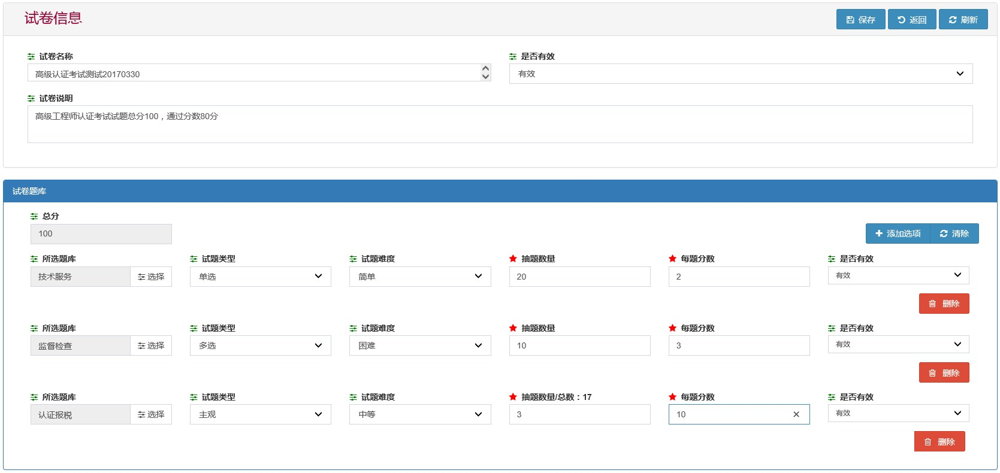 试卷信息
保存 返回 刷新
试卷名称 是否有效
高级认证考试测试20170330 有效
试卷说明
高级工程师认证考试试题总分100，通过分数80分
试卷题库
总分
100 添加选项 清除
所选题库 试题类型 试题难度 抽题数量 每题分数 是否有效
技术服务 选择 单选 简单 20 2 有效
删除
所选题库 试题类型 试题难度 抽题数量 每题分数 是否有效
监督检查 选择 多选 困难 10 3 有效
删除
所选题库 试题类型 试题难度 抽题数量/总数：17 每题分数 是否有效
认证报税 选择 主观 中等 3 10 有效
删除